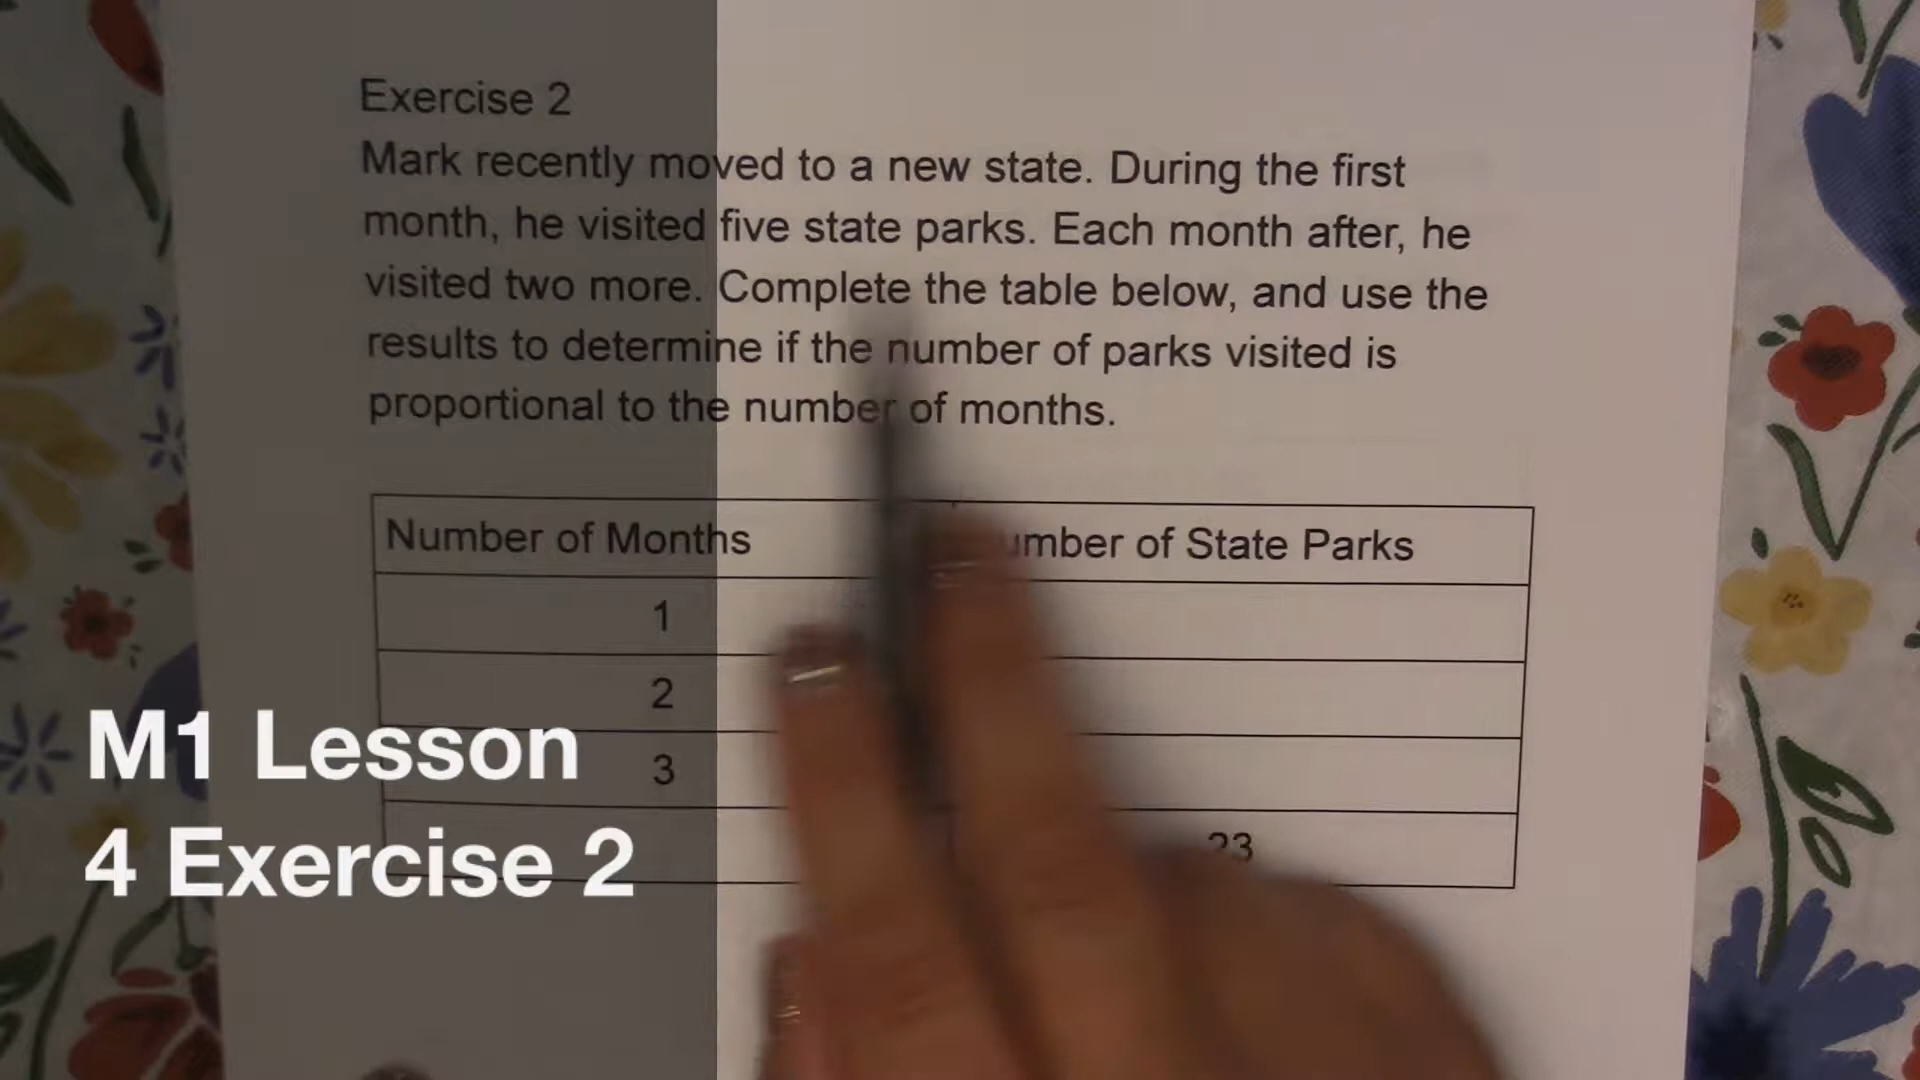 Exercise 2
Mark recently moved to a new state. During the first
month, he visited five state parks. Each month after, he
visited two more. Complete the table below, and use the
results to determine if the number of parks visited is
proportional to the number of months.
Number of Months
of State Parks
1
2
3
23
M1 Lesson
4 Exercise 2